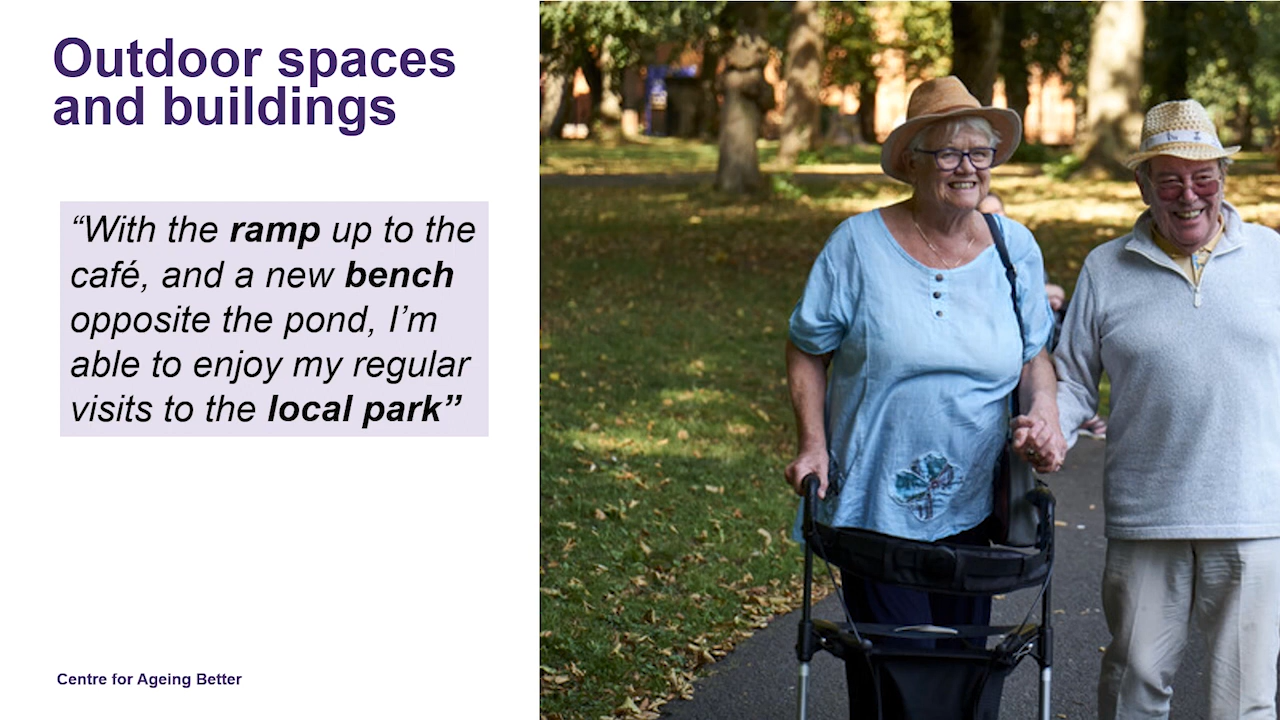 Outdoor spaces
and buildings
“With the ramp up to the
café, and a new bench
opposite the pond, I’m
able to enjoy my regular
visits to the local park”
Centre for Ageing Better